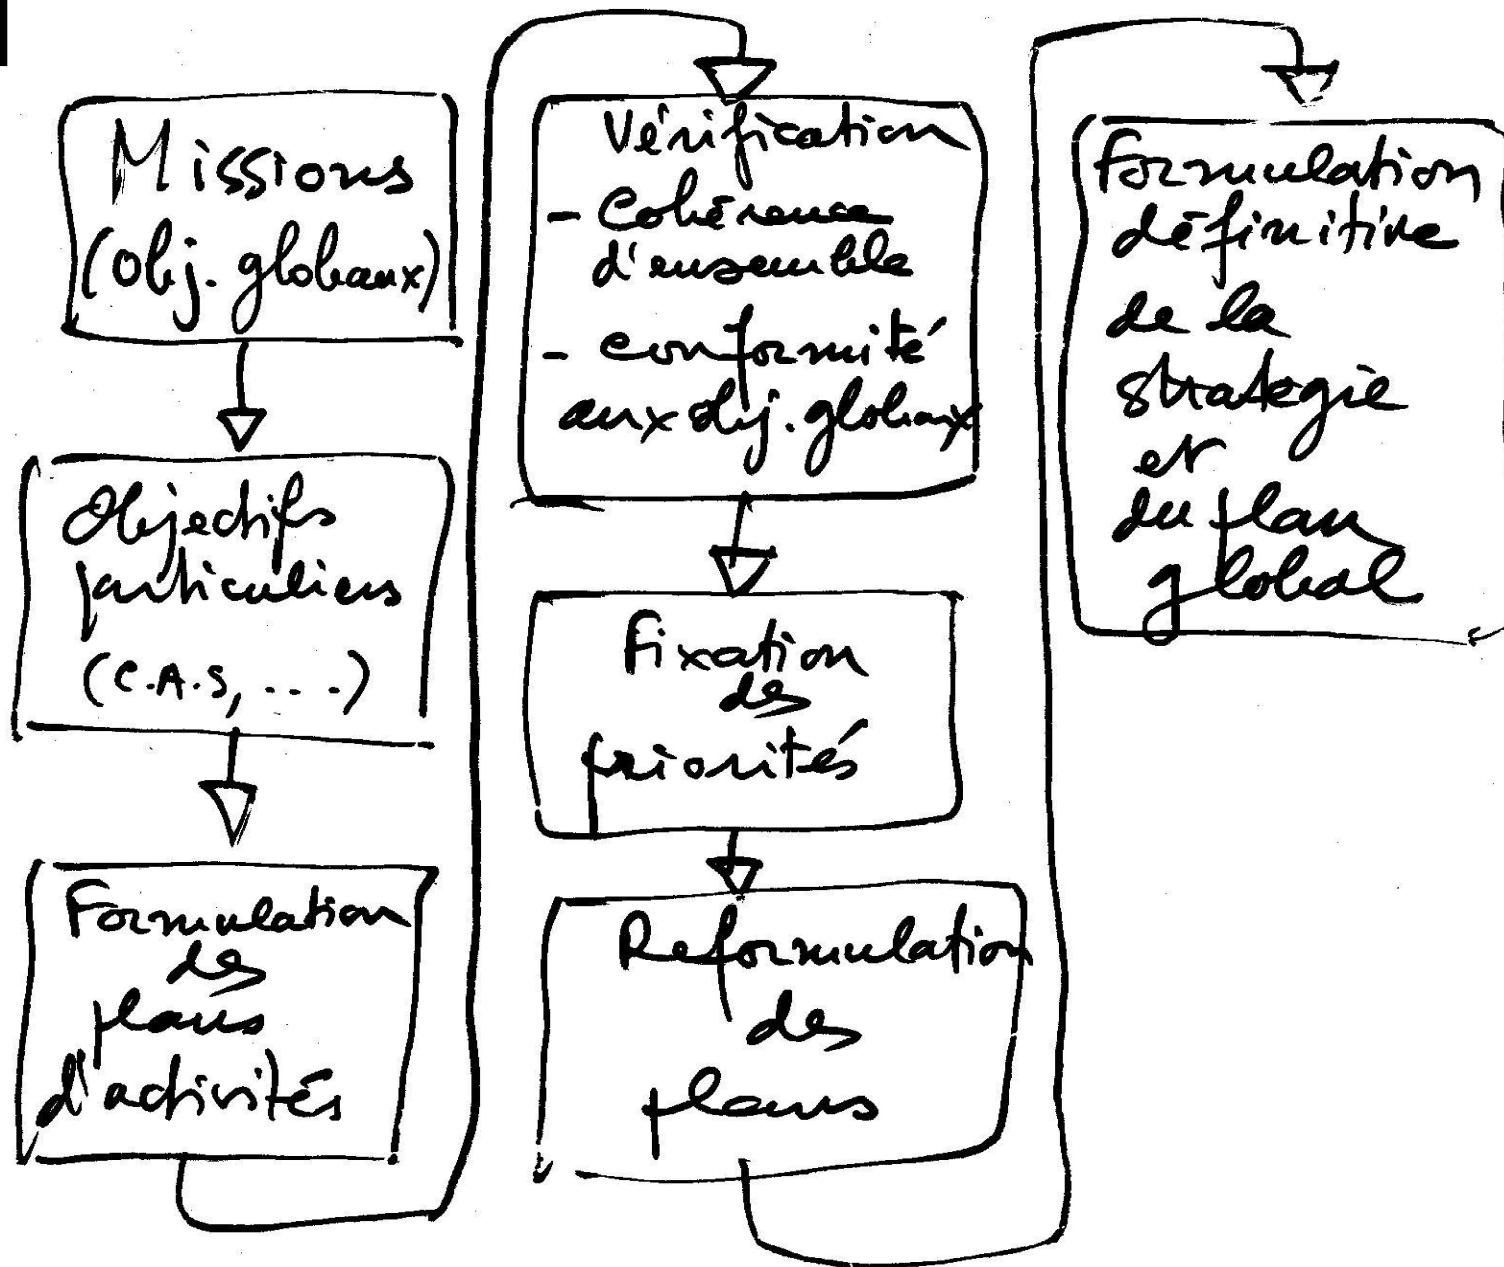 Missions
(obj. globaux)
Objectifs
particuliers
(C.A.S, ....)
Formulation
des
plans
d'activités
Vérification
- Cohérence
d'ensemble
- conformité
aux obj. globaux
Fixation
des
priorités
Reformulation
des
plans
Formulation
définitive
de la
stratégie
et
du plan
global